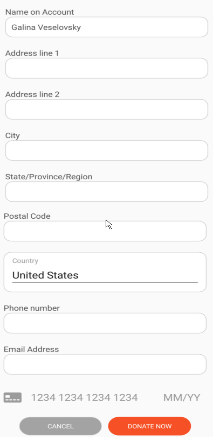 Name on Account
Galina Veselovsky
Address line 1
Address line 2
City
State/Province/Region
Postal Code
Country
United States
Phone number
Email Address
1234 1234 1234 1234 MM/YY
CANCEL DONATE NOW